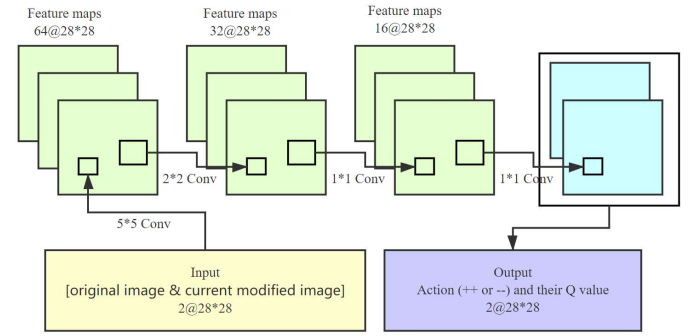 Feature maps
64@28*28
Feature maps
32@28*28
Feature maps
16@28*28
2*2 Conv
1*1 Conv
1*1 Conv
5*5 Conv
Input
[original image & current modified image]
2@28*28
Output
Action (++ or --) and their Q value
2@28*28